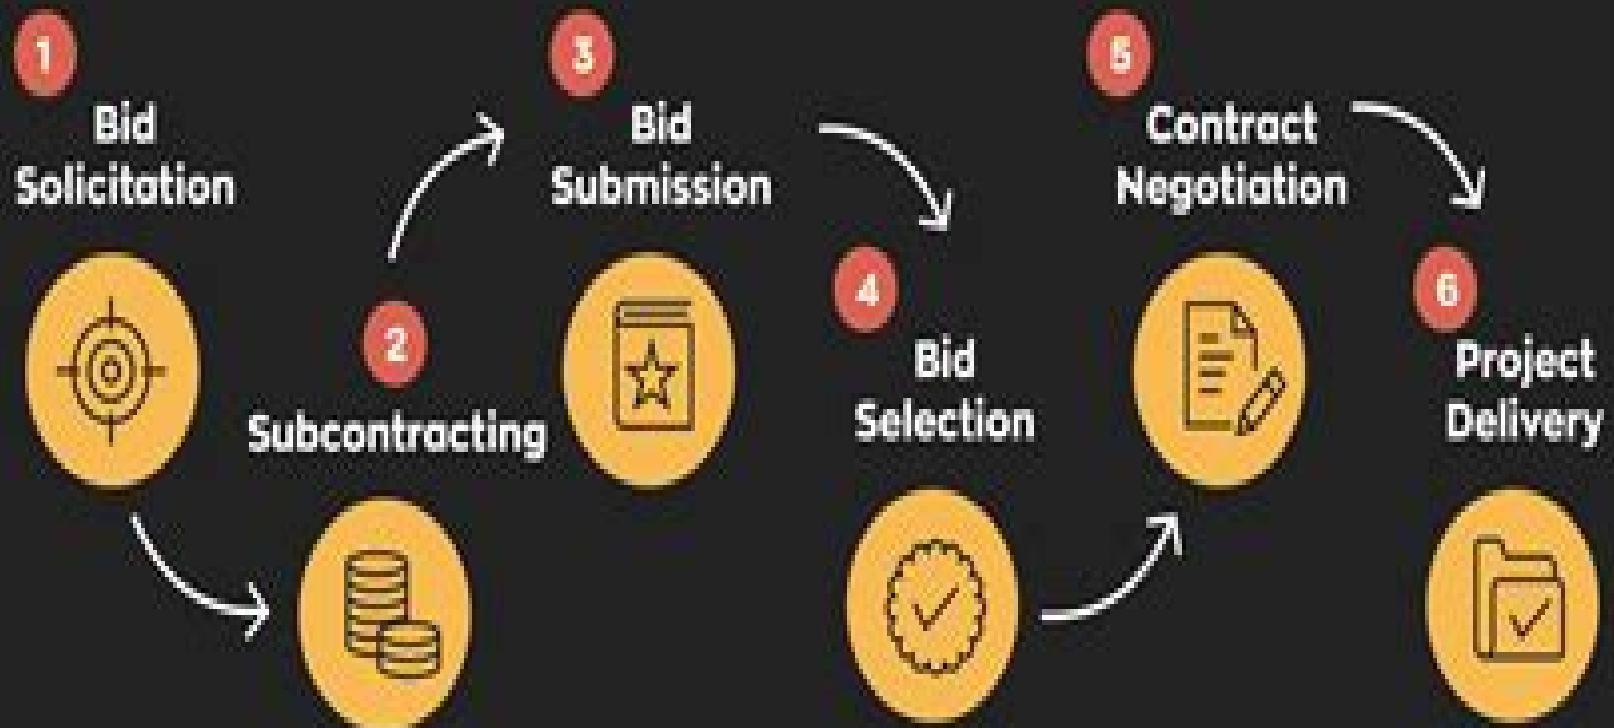 1
Bid
Solicitation
2
Subcontracting
3
Bid
Submission
4
Bid
Selection
5
Contract
Negotiation
6
Project
Delivery